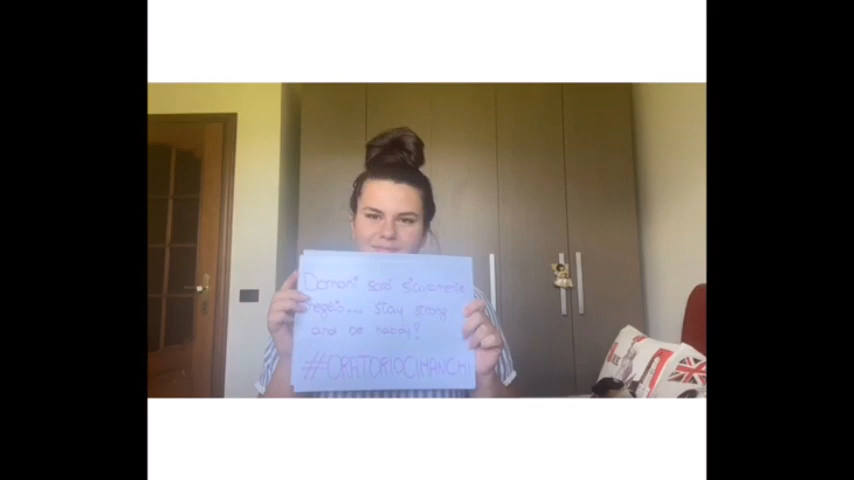 Domani sarà sicuramente
meglio... Stay strong
and be happy!
#ORATORIOCIMANCHI